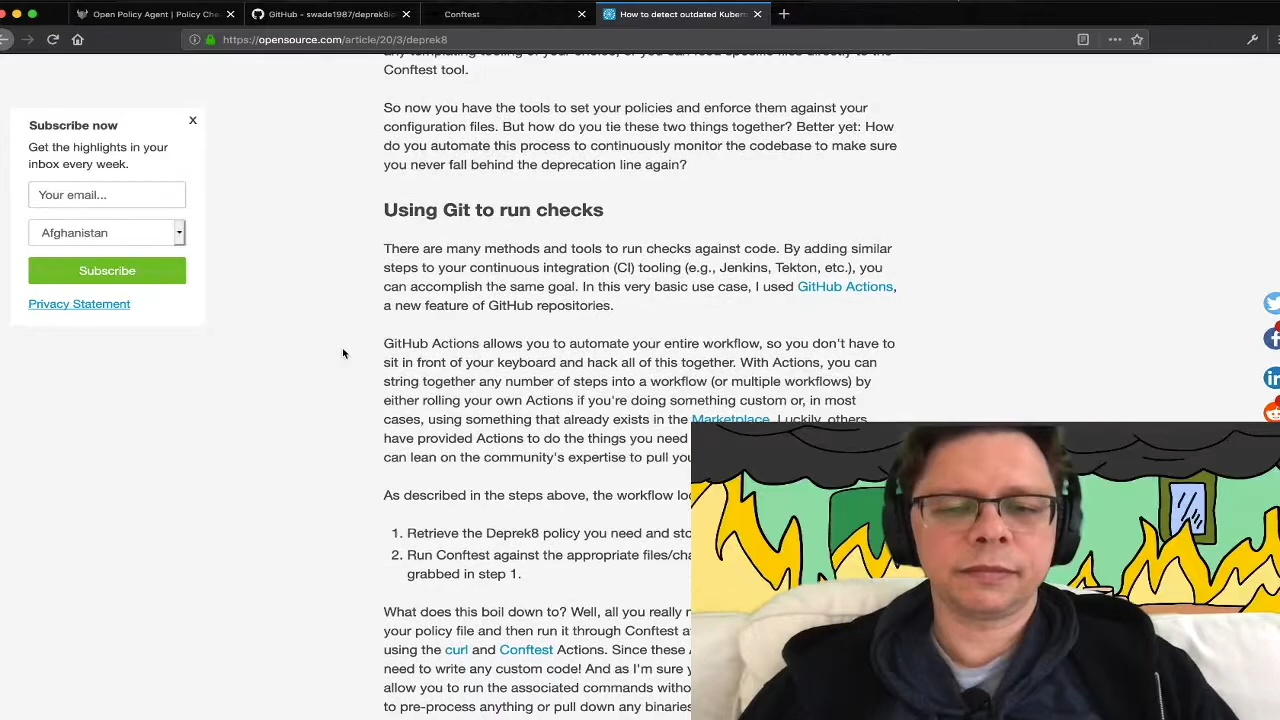 Open Policy Agent | Policy Che
GitHub - swade1987/deprek8i
Conftest
How to detect outdated Kubern
https://opensource.com/article/20/3/deprek8
Conftest tool.
So now you have the tools to set your policies and enforce them against your
configuration files. But how do you tie these two things together? Better yet: How
do you automate this process to continuously monitor the codebase to make sure
you never fall behind the deprecation line again?
Using Git to run checks
There are many methods and tools to run checks against code. By adding similar
steps to your continuous integration (CI) tooling (e.g., Jenkins, Tekton, etc.), you
can accomplish the same goal. In this very basic use case, I used GitHub Actions,
a new feature of GitHub repositories.
GitHub Actions allows you to automate your entire workflow, so you don't have to
sit in front of your keyboard and hack all of this together. With Actions, you can
string together any number of steps into a workflow (or multiple workflows) by
either rolling your own Actions if you're doing something custom or, in most
cases, using something that already exists in the Marketplace. Luckily, others
have provided Actions to do the things you need
can lean on the community's expertise to pull you
As described in the steps above, the workflow loo
1. Retrieve the Deprek8 policy you need and sto
2. Run Conftest against the appropriate files/cha
grabbed in step 1.
What does this boil down to? Well, all you really n
your policy file and then run it through Conftest a
using the curl and Conftest Actions. Since these A
need to write any custom code! And as I'm sure y
allow you to run the associated commands witho
to pre-process anything or pull down any binaries
Subscribe now
x
Get the highlights in your
inbox every week.
Your email...
Afghanistan
Subscribe
Privacy Statement